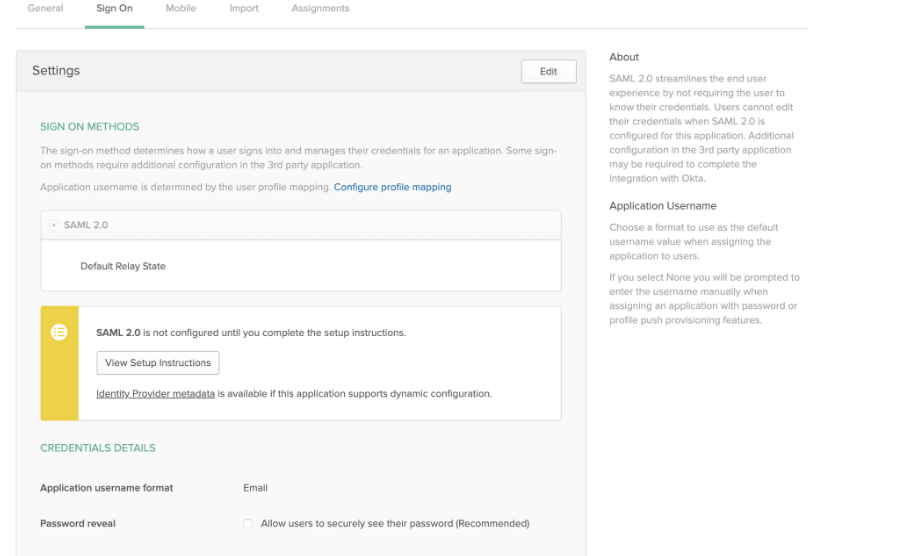 General Sign On Mobile Import Assignments
Settings
Edit
SIGN ON METHODS
The sign-on method determines how a user signs into and manages their credentials for an application. Some sign-
on methods require additional configuration in the 3rd party application.
Application username is determined by the user profile mapping. Configure profile mapping
SAML 2.0
Default Relay State
SAML 2.0 is not configured until you complete the setup instructions.
View Setup Instructions
Identity Provider metadata is available if this application supports dynamic configuration.
CREDENTIALS DETAILS
Application username format Email
Password reveal Allow users to securely see their password (Recommended)
About
SAML 2.0 streamlines the end user
experience by not requiring the user to
know their credentials. Users cannot edit
their credentials when SAML 2.0 is
configured for this application. Additional
configuration in the 3rd party application
may be required to complete the
integration with Okta.
Application Username
Choose a format to use as the default
username value when assigning the
application to users.
If you select None you will be prompted to
enter the username manually when
assigning an application with password or
profile push provisioning features.